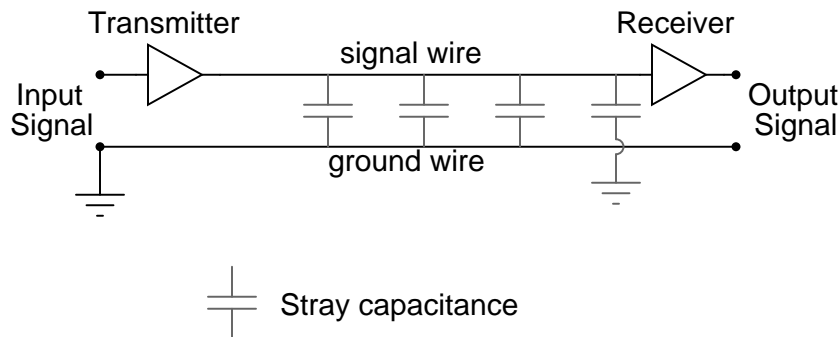 Transmitter
Receiver
signal wire
Input
Signal
Output
Signal
ground wire
Stray capacitance